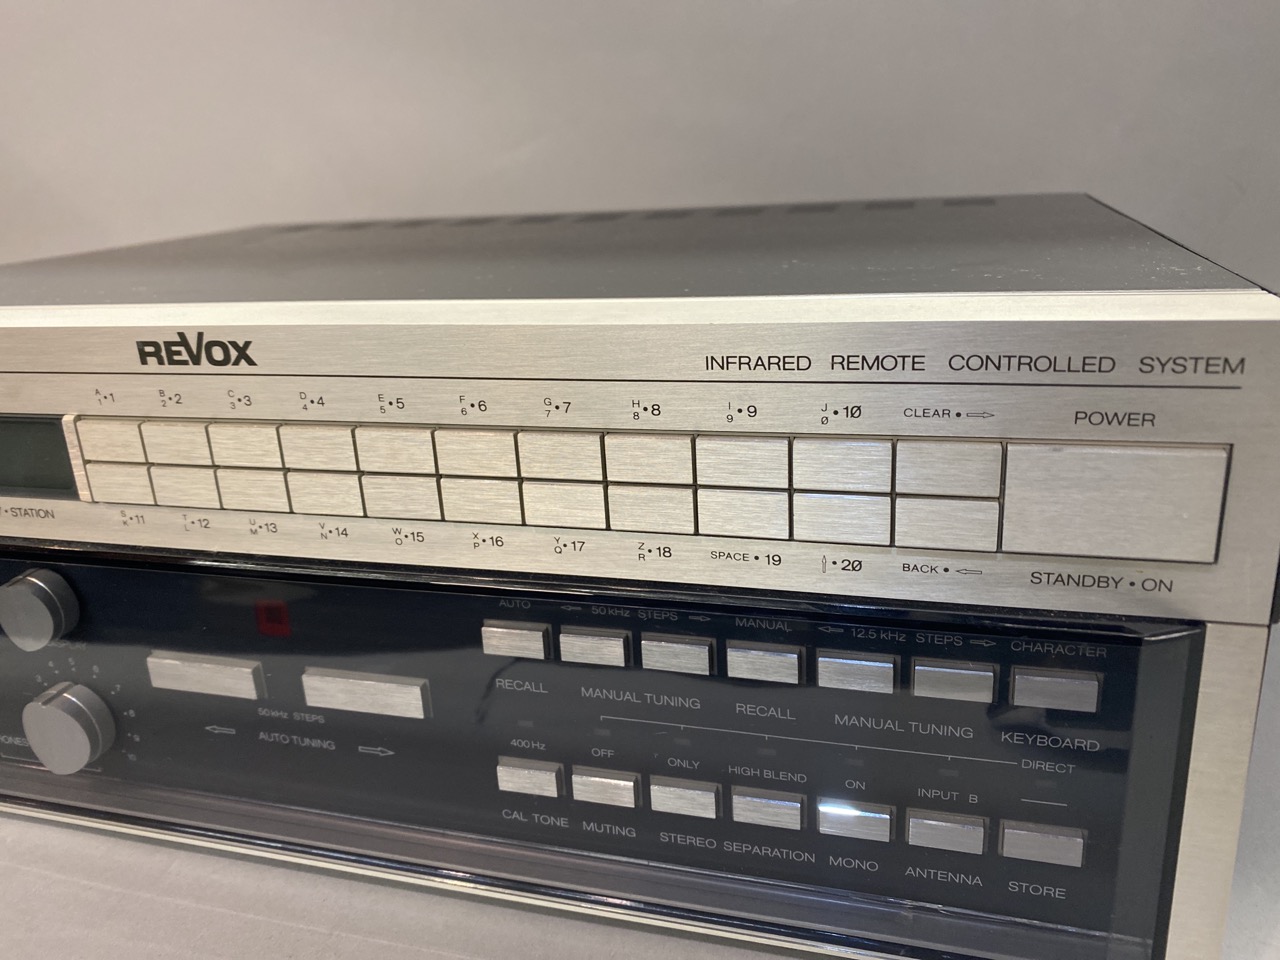 REVOX
INFRARED REMOTE CONTROLLED SYSTEM
A 1 • 1
B 2 • 2
C 3 • 3
D 4 • 4
E 5 • 5
F 6 • 6
G 7 • 7
H 8 • 8
I 9 • 9
J Ø • 1Ø
CLEAR • ⇨
POWER
• STATION
S K • 11
T L • 12
U M • 13
V N • 14
W O • 15
X P • 16
Y Q • 17
Z R • 18
SPACE • 19
• 2Ø
BACK • ⇦
STANDBY • ON
AUTO
⇦ 50 kHz STEPS ⇨
MANUAL
⇦ 12.5 kHz STEPS ⇨
CHARACTER
RECALL
MANUAL TUNING
RECALL
MANUAL TUNING
KEYBOARD
50 kHz STEPS
⇦ AUTO TUNING ⇨
DIRECT
400 Hz
OFF
ONLY
HIGH BLEND
ON
INPUT B
CAL TONE
MUTING
STEREO SEPARATION
MONO
ANTENNA
STORE